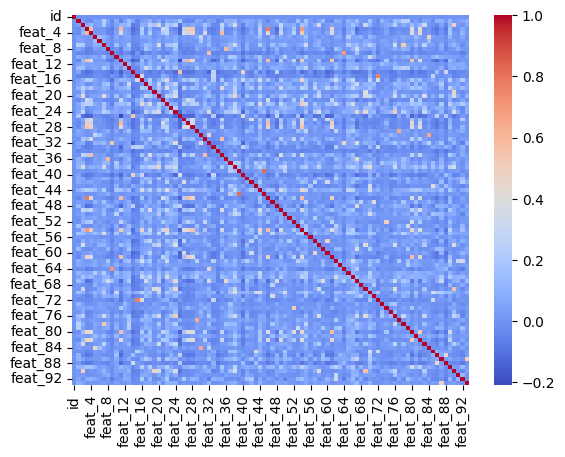 id
feat_4
feat_8
feat_12
feat_16
feat_20
feat_24
feat_28
feat_32
feat_36
feat_40
feat_44
feat_48
feat_52
feat_56
feat_60
feat_64
feat_68
feat_72
feat_76
feat_80
feat_84
feat_88
feat_92
id
feat_4
feat_8
feat_12
feat_16
feat_20
feat_24
feat_28
feat_32
feat_36
feat_40
feat_44
feat_48
feat_52
feat_56
feat_60
feat_64
feat_68
feat_72
feat_76
feat_80
feat_84
feat_88
feat_92
1.0
0.8
0.6
0.4
0.2
0.0
−0.2